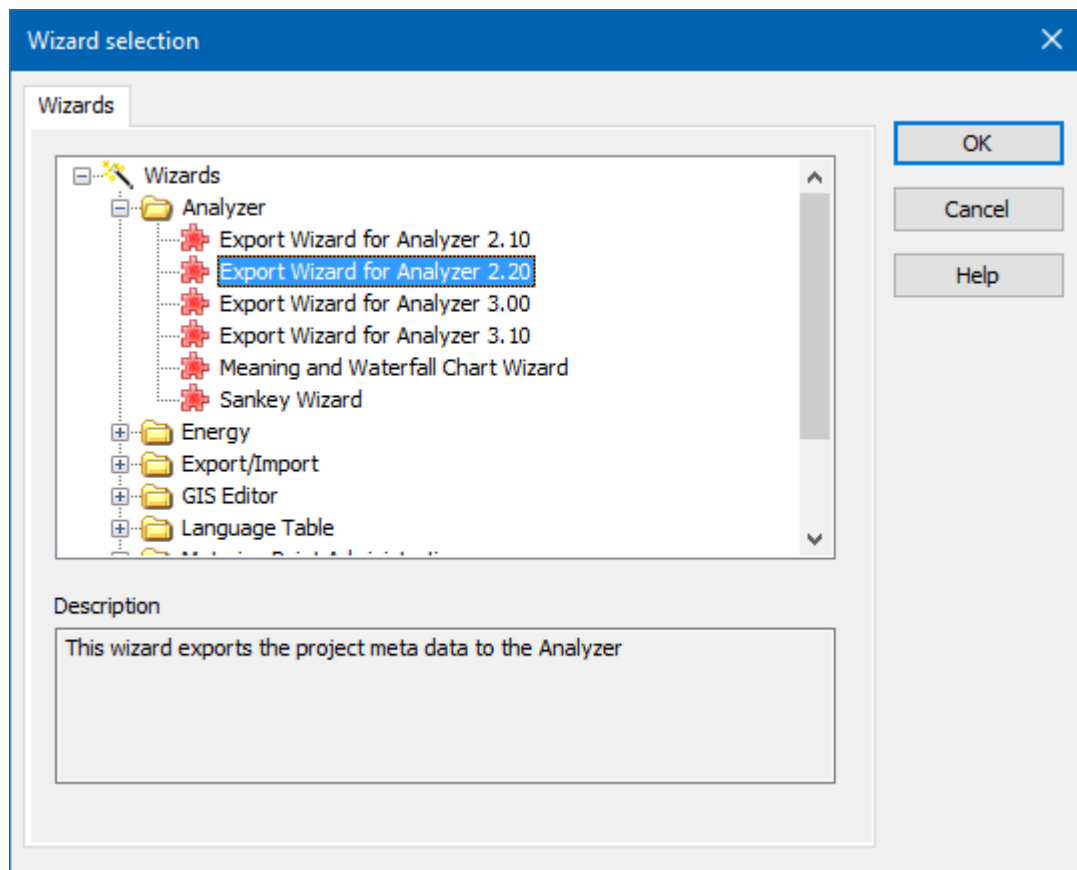 Wizard selection
Wizards
OK
Cancel
Help
Wizards
Analyzer
Export Wizard for Analyzer 2.10
Export Wizard for Analyzer 2.20
Export Wizard for Analyzer 3.00
Export Wizard for Analyzer 3.10
Meaning and Waterfall Chart Wizard
Sankey Wizard
Energy
Export/Import
GIS Editor
Language Table
Description
This wizard exports the project meta data to the Analyzer